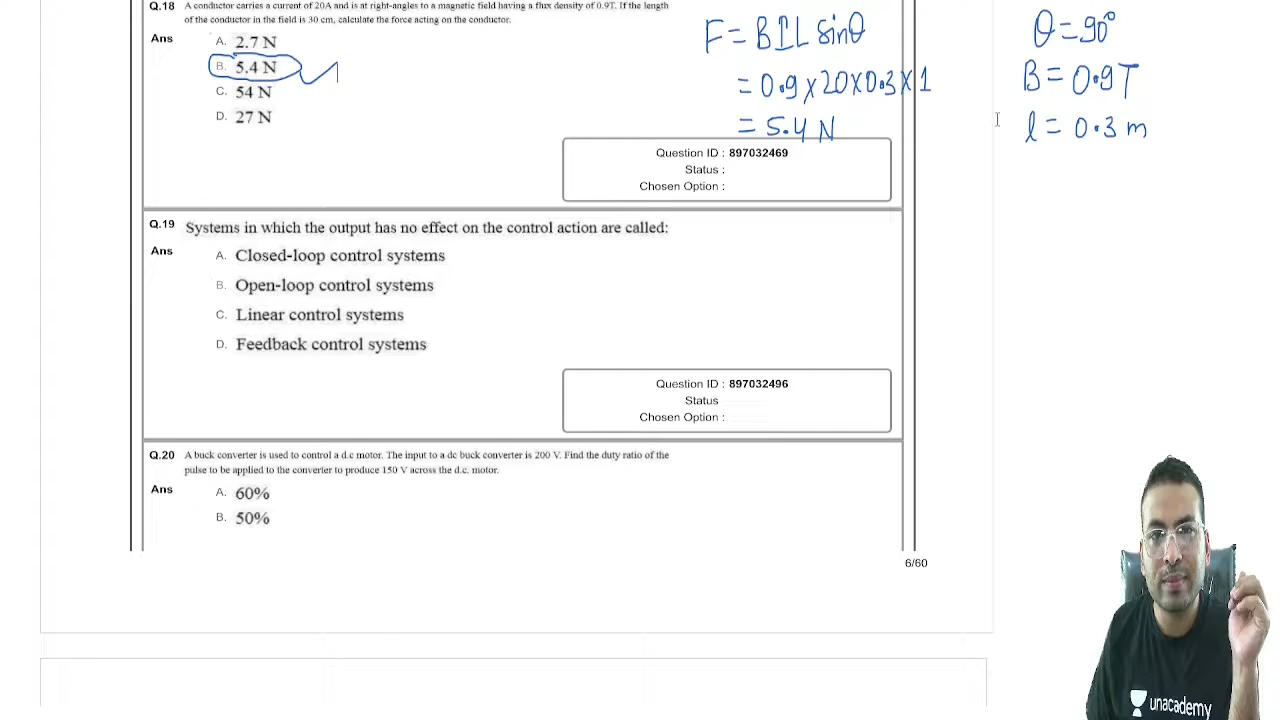 Q.18 A conductor carries a current of 20A and is at right-angles to a magnetic field having a flux density of 0.9T. If the length
of the conductor in the field is 30 cm, calculate the force acting on the conductor.
Ans
A. 2.7 N
B. 5.4 N
C. 54 N
D. 27 N
F = BIL sinθ
= 0.9 × 20 × 0.3 × 1
= 5.4 N
θ = 90°
B = 0.9T
l = 0.3 m
Question ID : 897032469
Status :
Chosen Option :
Q.19 Systems in which the output has no effect on the control action are called:
Ans
A. Closed-loop control systems
B. Open-loop control systems
C. Linear control systems
D. Feedback control systems
Question ID : 897032496
Status
Chosen Option :
Q.20 A buck converter is used to control a d.c motor. The input to a dc buck converter is 200 V. Find the duty ratio of the
pulse to be applied to the converter to produce 150 V across the d.c. motor.
Ans
A. 60%
B. 50%
6/60
unacademy